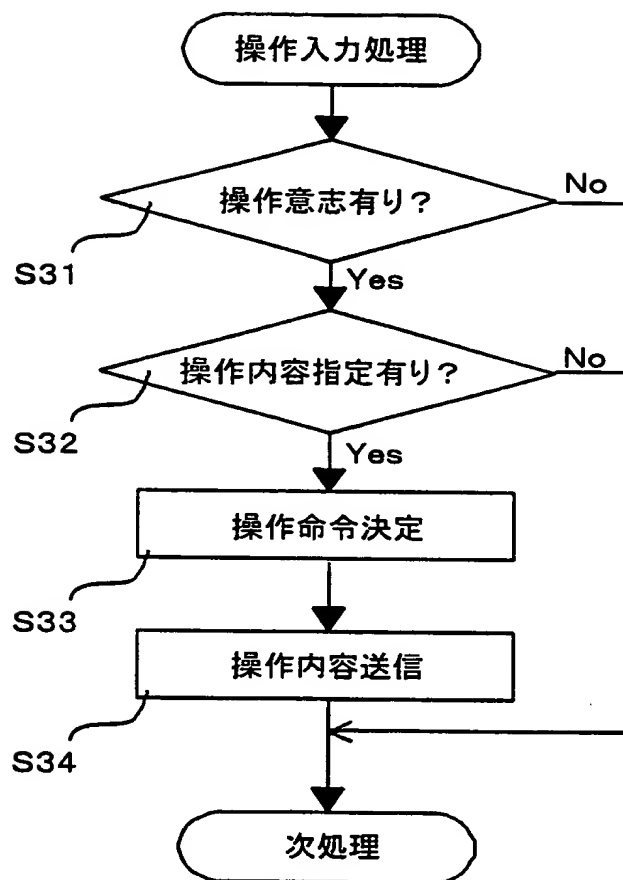 操作入力処理
操作意志有り?
No
S31
Yes
操作内容指定有り?
No
S32
Yes
操作命令決定
S33
操作内容送信
S34
次処理